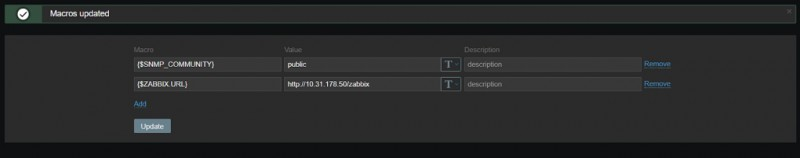 Macros updated
Macro Value Description
{$SNMP_COMMUNITY} public T description Remove
{$ZABBIX.URL} http://10.31.178.50/zabbix T description Remove
Add
Update